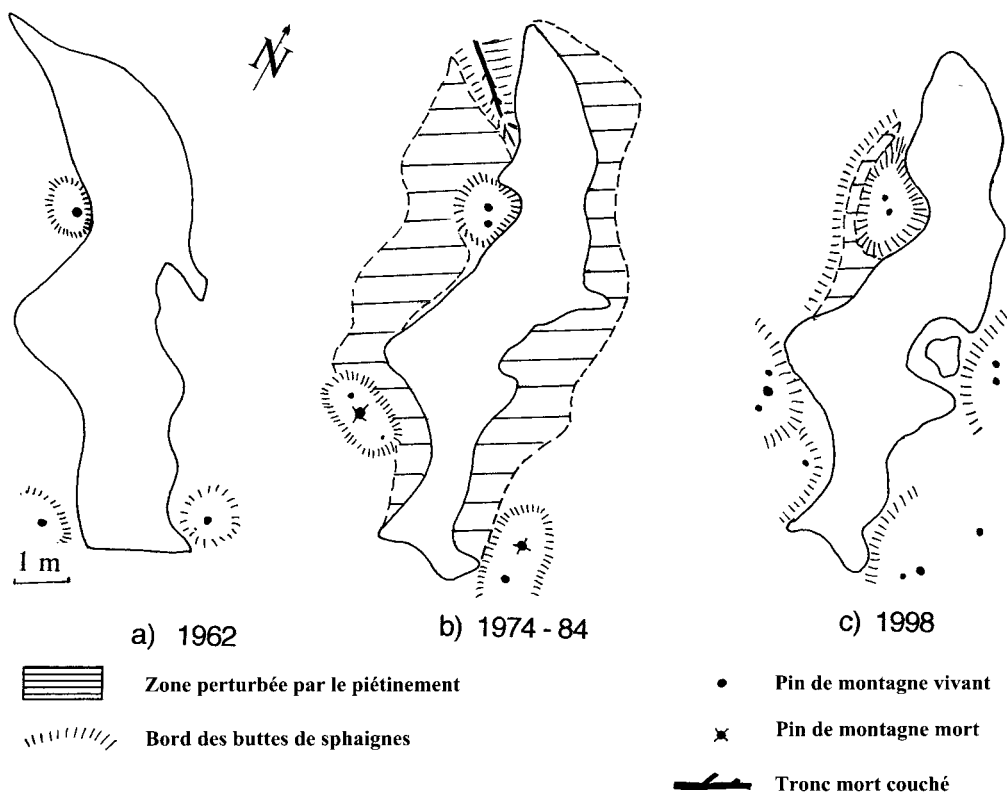 N
1 m
a) 1962
b) 1974 - 84
c) 1998
Zone perturbée par le piétinement
Bord des buttes de sphaignes
Pin de montagne vivant
Pin de montagne mort
Tronc mort couché